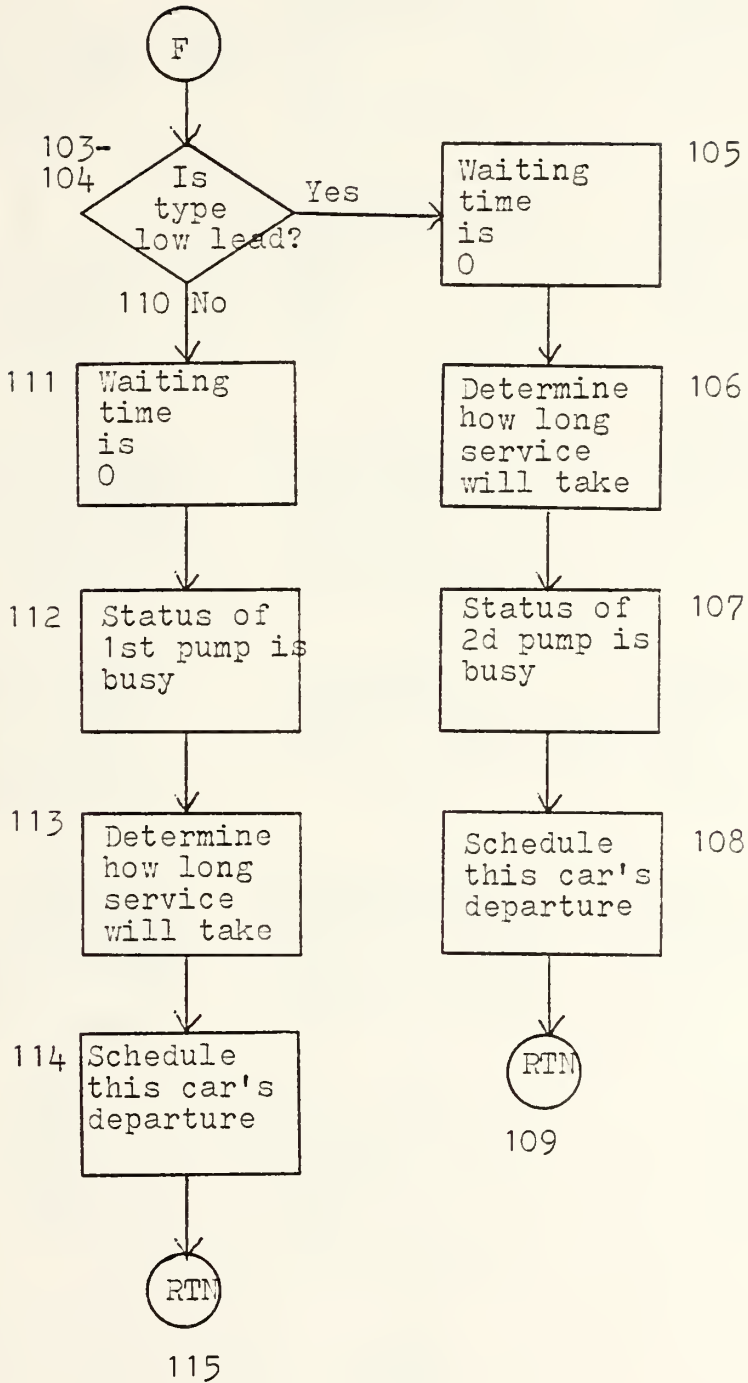 F
103-
104
Is
type
low lead?
Yes
110 No
105
Waiting
time
is
0
106
Determine
how long
service
will take
107
Status of
2d pump is
busy
108
Schedule
this car's
departure
RTN
109
111
Waiting
time
is
0
112
Status of
1st pump is
busy
113
Determine
how long
service
will take
114
Schedule
this car's
departure
RTN
115